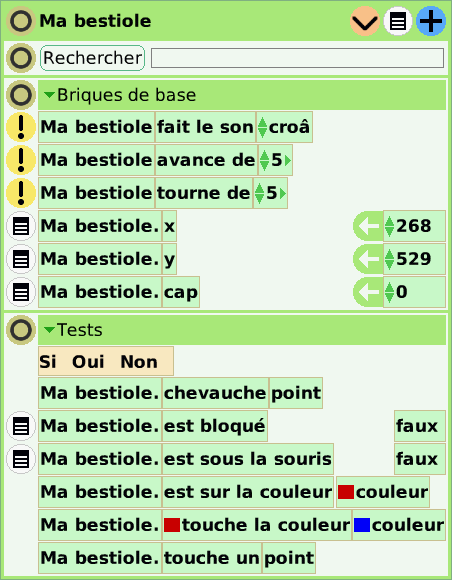 Ma bestiole
Rechercher
Briques de base
Ma bestiole fait le son croâ
Ma bestiole avance de 5
Ma bestiole tourne de 5
Ma bestiole. x 268
Ma bestiole. y 529
Ma bestiole. cap 0
Tests
Si Oui Non
Ma bestiole. chevauche point
Ma bestiole. est bloqué faux
Ma bestiole. est sous la souris faux
Ma bestiole. est sur la couleur couleur
Ma bestiole. touche la couleur couleur
Ma bestiole. touche un point